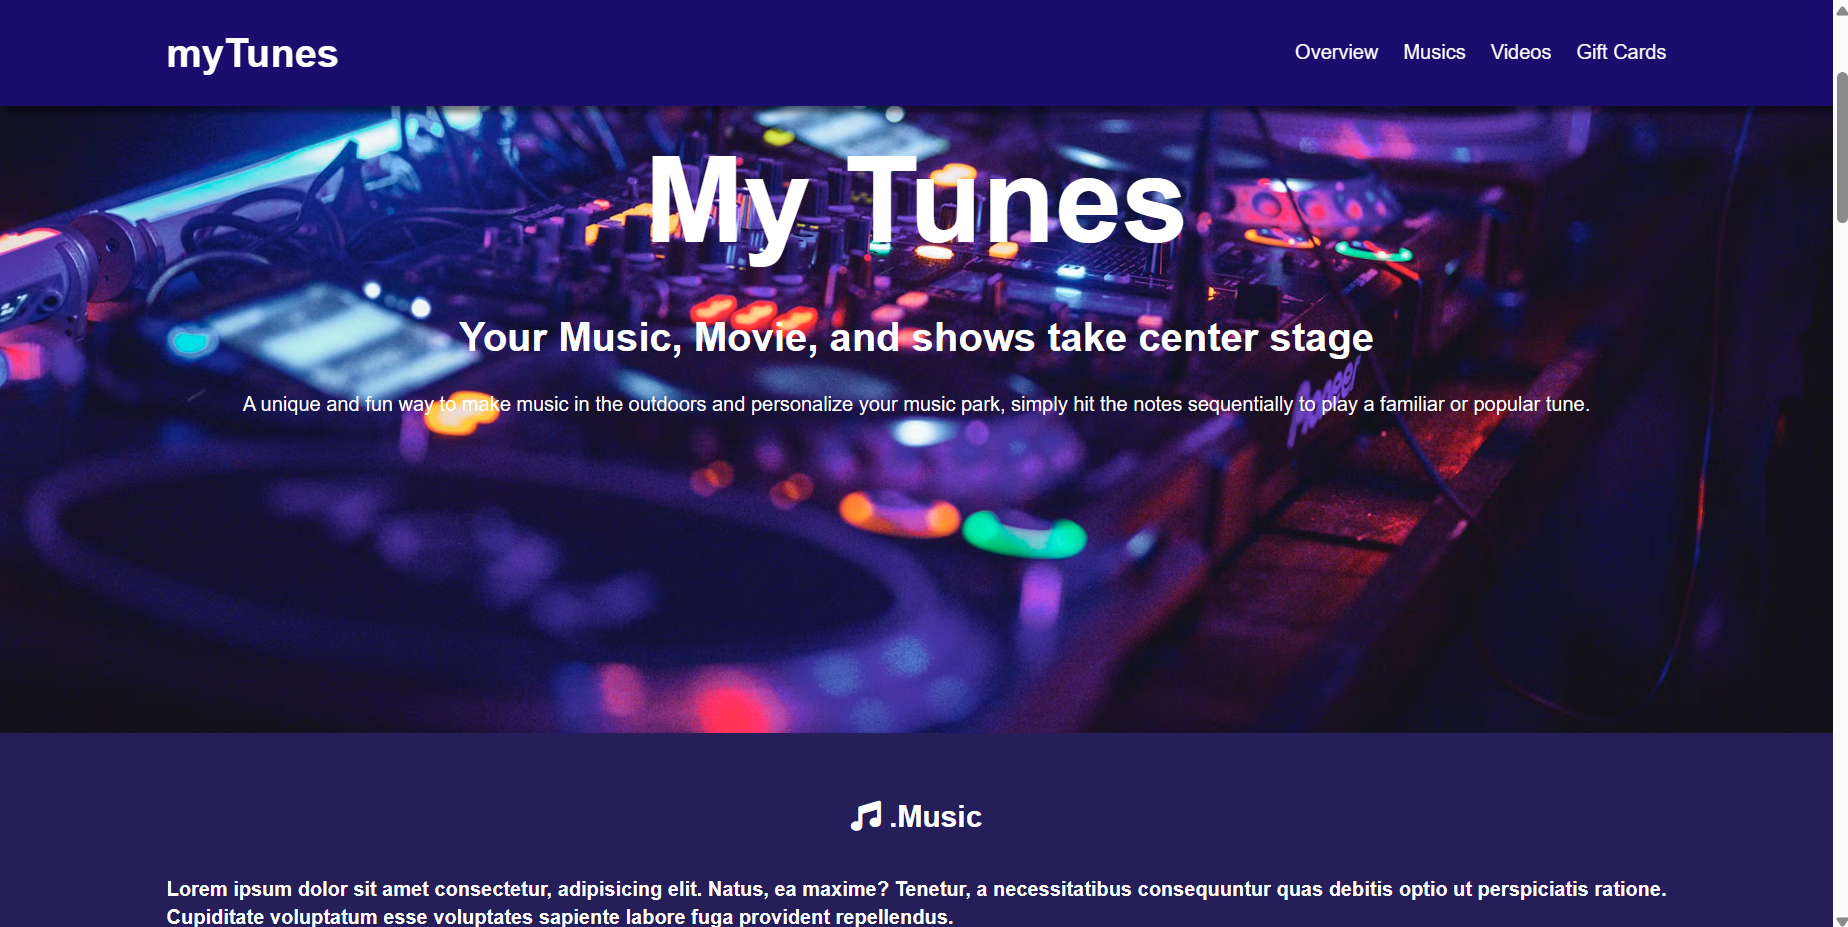 myTunes
Overview Musics Videos Gift Cards
My Tunes
Your Music, Movie, and shows take center stage
A unique and fun way to make music in the outdoors and personalize your music park, simply hit the notes sequentially to play a familiar or popular tune.
Pioneer
.Music
Lorem ipsum dolor sit amet consectetur, adipisicing elit. Natus, ea maxime? Tenetur, a necessitatibus consequuntur quas debitis optio ut perspiciatis ratione.
Cupiditate voluptatum esse voluptates sapiente labore fuga provident repellendus.